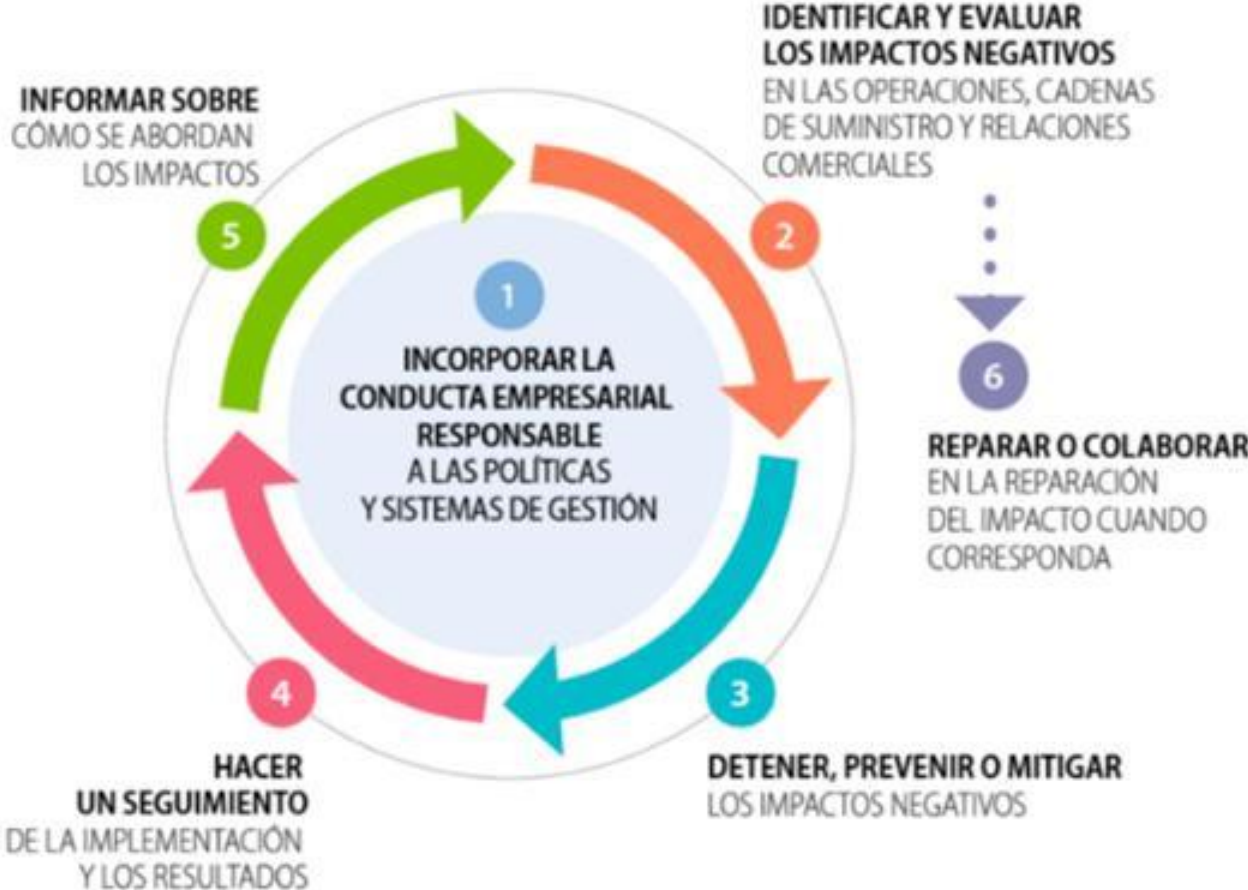 1
INCORPORAR LA
CONDUCTA EMPRESARIAL
RESPONSABLE
A LAS POLÍTICAS
Y SISTEMAS DE GESTIÓN
2
IDENTIFICAR Y EVALUAR
LOS IMPACTOS NEGATIVOS
EN LAS OPERACIONES, CADENAS
DE SUMINISTRO Y RELACIONES
COMERCIALES
3
DETENER, PREVENIR O MITIGAR
LOS IMPACTOS NEGATIVOS
4
HACER
UN SEGUIMIENTO
DE LA IMPLEMENTACIÓN
Y LOS RESULTADOS
5
INFORMAR SOBRE
CÓMO SE ABORDAN
LOS IMPACTOS
6
REPARAR O COLABORAR
EN LA REPARACIÓN
DEL IMPACTO CUANDO
CORRESPONDA